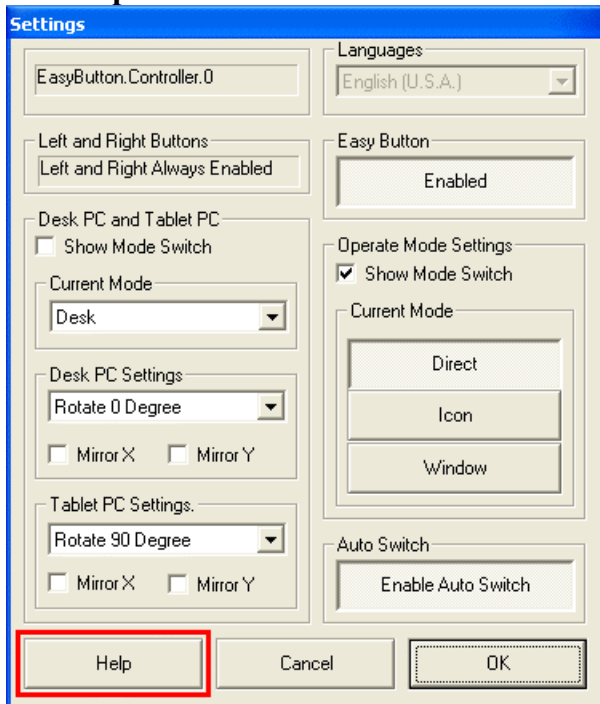 Settings
EasyButton.Controller.0
Languages
English (U.S.A.)
Left and Right Buttons
Left and Right Always Enabled
Easy Button
Enabled
Desk PC and Tablet PC
Show Mode Switch
Current Mode
Desk
Desk PC Settings
Rotate 0 Degree
Mirror X
Mirror Y
Tablet PC Settings.
Rotate 90 Degree
Mirror X
Mirror Y
Operate Mode Settings
Show Mode Switch
Current Mode
Direct
Icon
Window
Auto Switch
Enable Auto Switch
Help
Cancel
OK